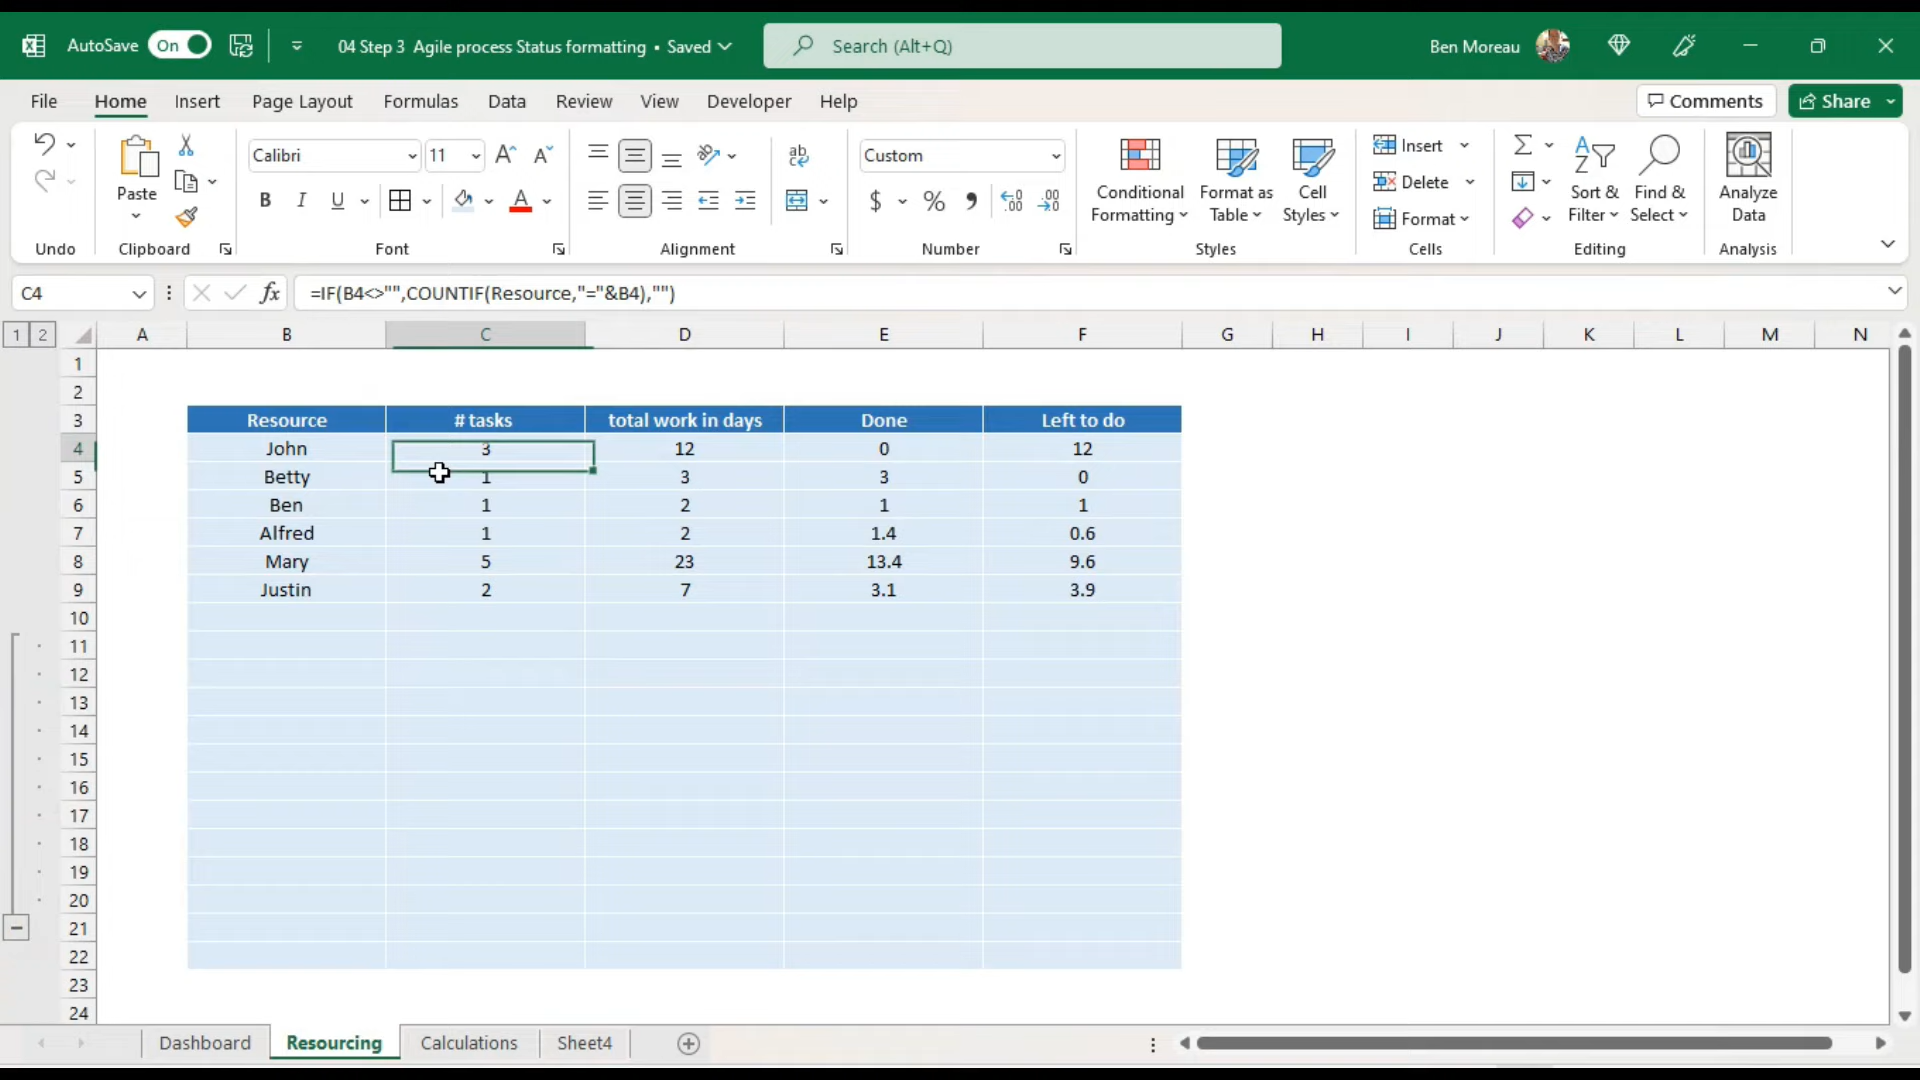 AutoSave On 04 Step 3 Agile process Status formatting • Saved Search (Alt+Q) Ben Moreau
File Home Insert Page Layout Formulas Data Review View Developer Help Comments Share
Paste
Calibri 11
B I U A
ab
Custom
$ % 9
Conditional Formatting
Format as Table
Cell Styles
Insert
Delete
Format
Sort & Filter
Find & Select
Analyze Data
Undo Clipboard Font Alignment Number Styles Cells Editing Analysis
C4 fx =IF(B4<>"",COUNTIF(Resource,"="&B4),"")
1 2 A B C D E F G H I J K L M N
1
2
3 Resource # tasks total work in days Done Left to do
4 John 3 12 0 12
5 Betty 1 3 3 0
6 Ben 1 2 1 1
7 Alfred 1 2 1.4 0.6
8 Mary 5 23 13.4 9.6
9 Justin 2 7 3.1 3.9
10
11
12
13
14
15
16
17
18
19
20
21
22
23
24
Dashboard Resourcing Calculations Sheet4